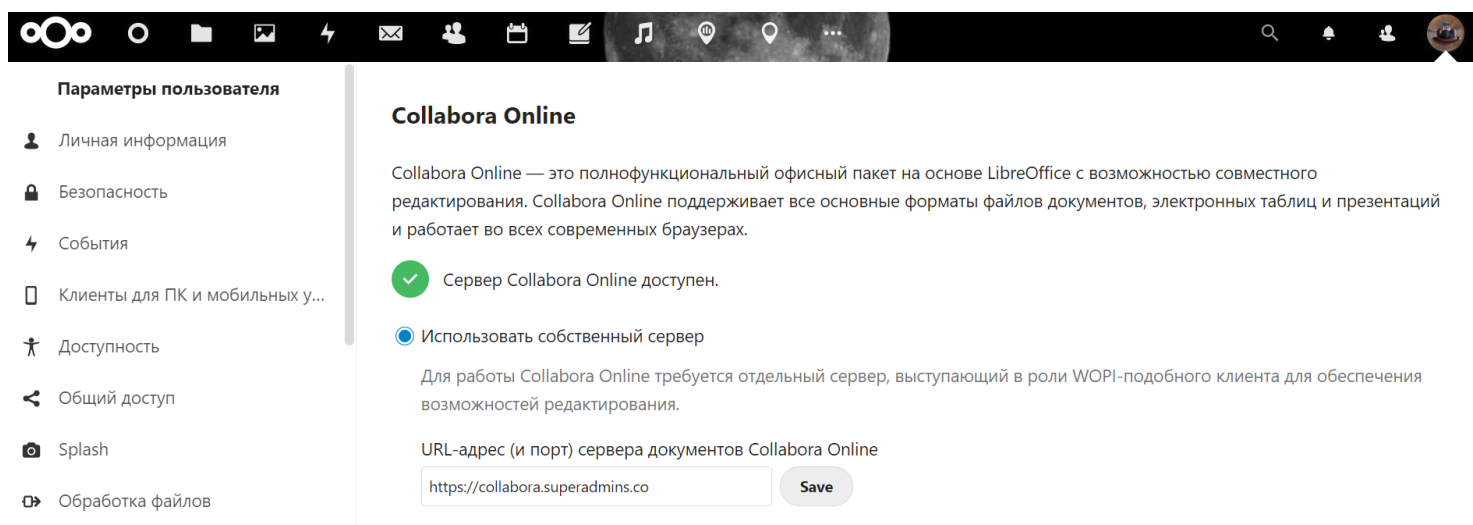 Параметры пользователя
Личная информация
Безопасность
События
Клиенты для ПК и мобильных у...
Доступность
Общий доступ
Splash
Обработка файлов
Collabora Online
Collabora Online — это полнофункциональный офисный пакет на основе LibreOffice с возможностью совместного
редактирования. Collabora Online поддерживает все основные форматы файлов документов, электронных таблиц и презентаций
и работает во всех современных браузерах.
Сервер Collabora Online доступен.
Использовать собственный сервер
Для работы Collabora Online требуется отдельный сервер, выступающий в роли WOPI-подобного клиента для обеспечения
возможностей редактирования.
URL-адрес (и порт) сервера документов Collabora Online
https://collabora.superadmins.co
Save